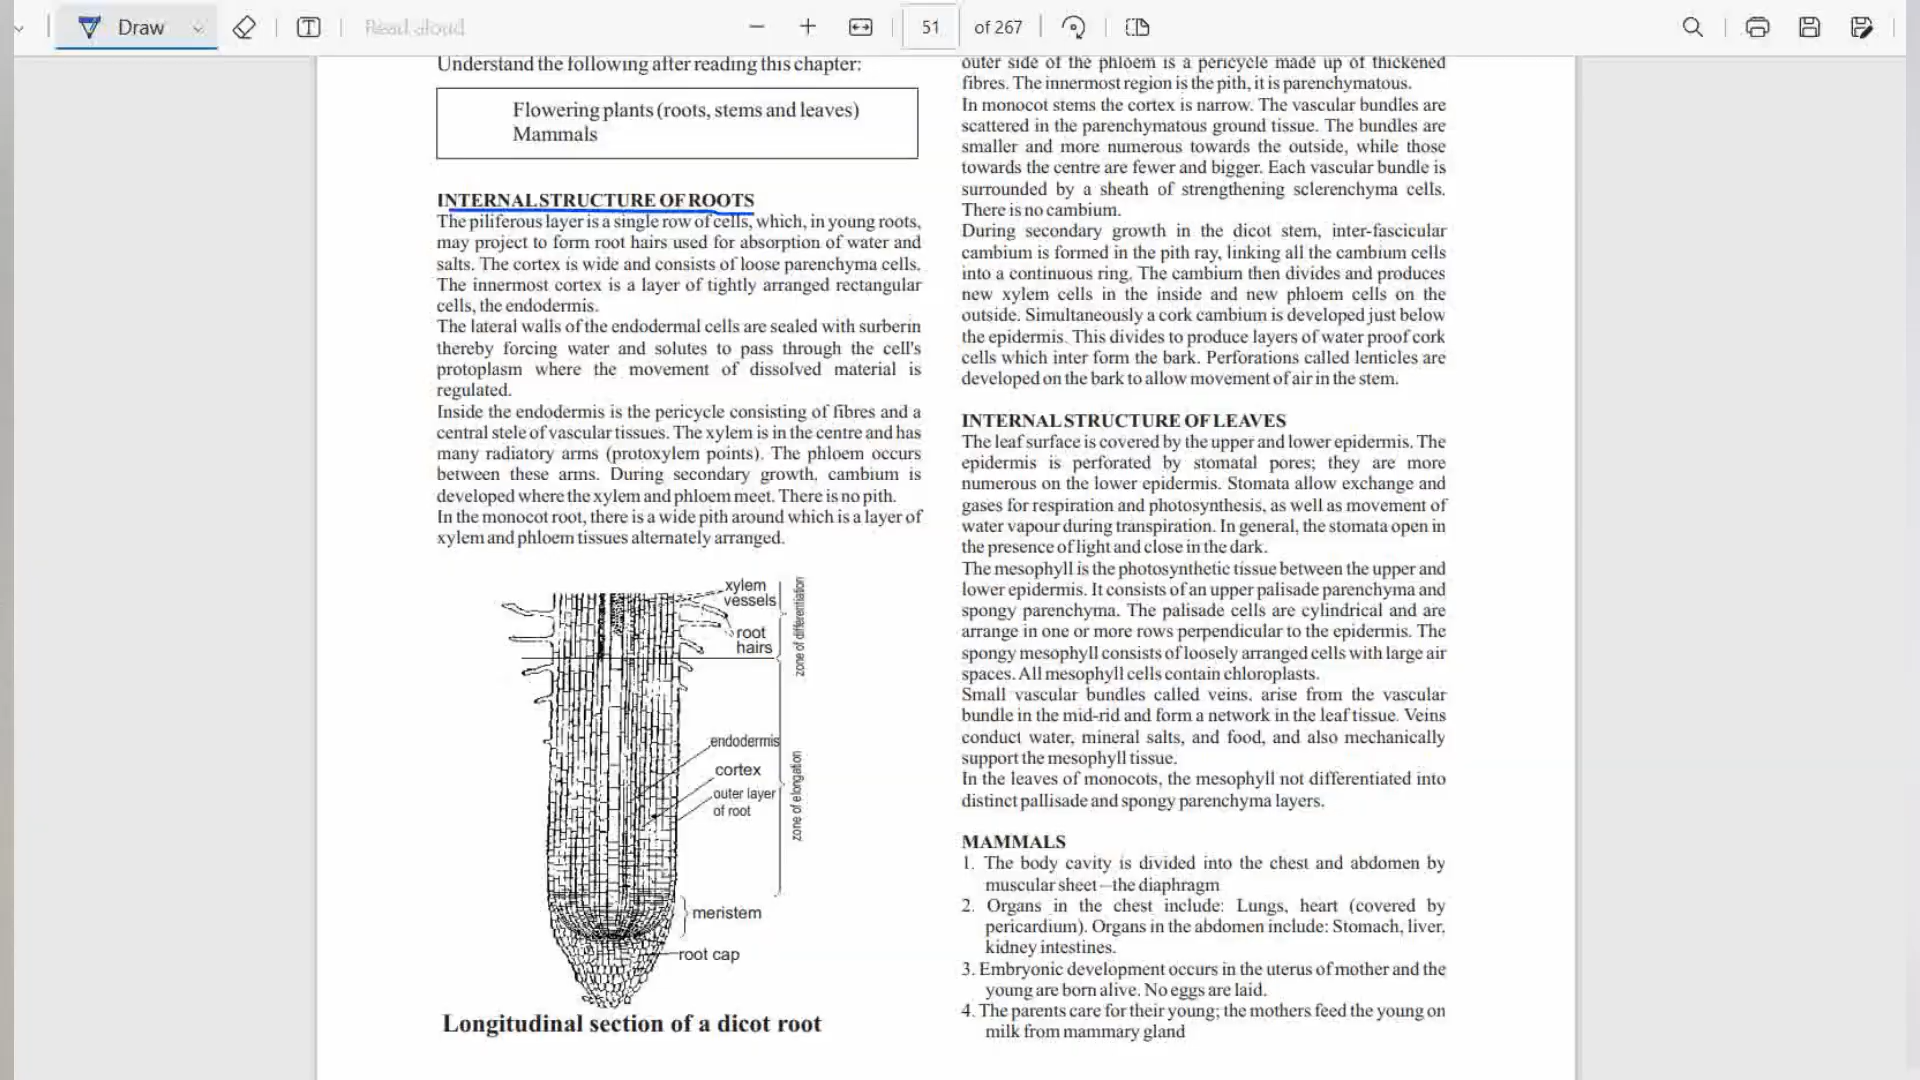 Draw
Read aloud
51 of 267
Understand the following after reading this chapter:
Flowering plants (roots, stems and leaves)
Mammals
INTERNAL STRUCTURE OF ROOTS
The piliferous layer is a single row of cells, which, in young roots,
may project to form root hairs used for absorption of water and
salts. The cortex is wide and consists of loose parenchyma cells.
The innermost cortex is a layer of tightly arranged rectangular
cells, the endodermis.
The lateral walls of the endodermal cells are sealed with surberin
thereby forcing water and solutes to pass through the cell's
protoplasm where the movement of dissolved material is
regulated.
Inside the endodermis is the pericycle consisting of fibres and a
central stele of vascular tissues. The xylem is in the centre and has
many radiatory arms (protoxylem points). The phloem occurs
between these arms. During secondary growth, cambium is
developed where the xylem and phloem meet. There is no pith.
In the monocot root, there is a wide pith around which is a layer of
xylem and phloem tissues alternately arranged.
xylem
vessels
root
hairs
zone of differentiation
endodermis
cortex
outer layer
of root
zone of elongation
meristem
root cap
Longitudinal section of a dicot root
outer side of the phloem is a pericycle made up of thickened
fibres. The innermost region is the pith, it is parenchymatous.
In monocot stems the cortex is narrow. The vascular bundles are
scattered in the parenchymatous ground tissue. The bundles are
smaller and more numerous towards the outside, while those
towards the centre are fewer and bigger. Each vascular bundle is
surrounded by a sheath of strengthening sclerenchyma cells.
There is no cambium.
During secondary growth in the dicot stem, inter-fascicular
cambium is formed in the pith ray, linking all the cambium cells
into a continuous ring. The cambium then divides and produces
new xylem cells in the inside and new phloem cells on the
outside. Simultaneously a cork cambium is developed just below
the epidermis. This divides to produce layers of water proof cork
cells which inter form the bark. Perforations called lenticles are
developed on the bark to allow movement of air in the stem.
INTERNAL STRUCTURE OF LEAVES
The leaf surface is covered by the upper and lower epidermis. The
epidermis is perforated by stomatal pores; they are more
numerous on the lower epidermis. Stomata allow exchange and
gases for respiration and photosynthesis, as well as movement of
water vapour during transpiration. In general, the stomata open in
the presence of light and close in the dark.
The mesophyll is the photosynthetic tissue between the upper and
lower epidermis. It consists of an upper palisade parenchyma and
spongy parenchyma. The palisade cells are cylindrical and are
arrange in one or more rows perpendicular to the epidermis. The
spongy mesophyll consists of loosely arranged cells with large air
spaces. All mesophyll cells contain chloroplasts.
Small vascular bundles called veins, arise from the vascular
bundle in the mid-rid and form a network in the leaf tissue. Veins
conduct water, mineral salts, and food, and also mechanically
support the mesophyll tissue.
In the leaves of monocots, the mesophyll not differentiated into
distinct pallisade and spongy parenchyma layers.
MAMMALS
1. The body cavity is divided into the chest and abdomen by
muscular sheet—the diaphragm
2. Organs in the chest include: Lungs, heart (covered by
pericardium). Organs in the abdomen include: Stomach, liver,
kidney intestines.
3. Embryonic development occurs in the uterus of mother and the
young are born alive. No eggs are laid.
4. The parents care for their young; the mothers feed the young on
milk from mammary gland